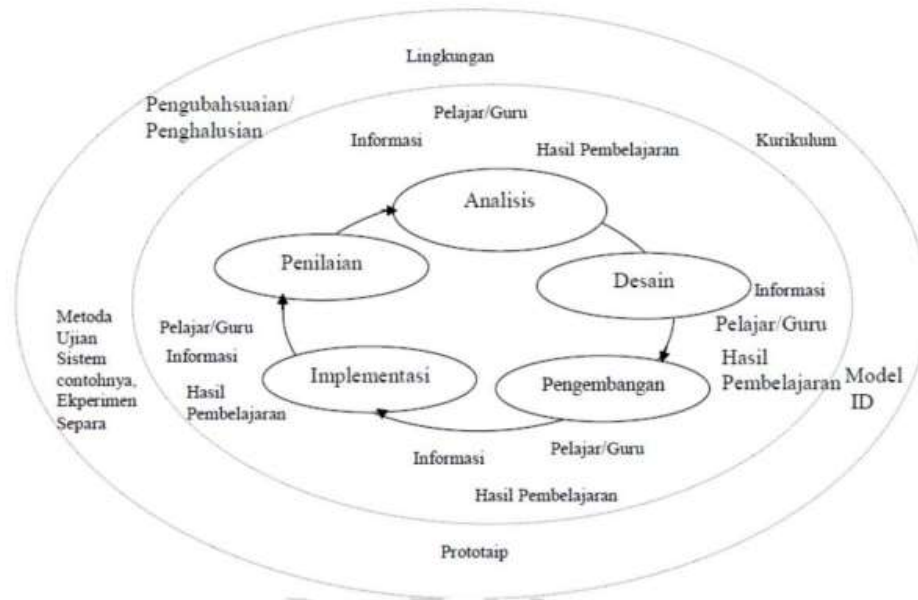 Lingkungan
Pengubahsuaian/
Penghalusian
Pelajar/Guru
Informasi
Hasil Pembelajaran
Kurikulum
Analisis
Penilaian
Desain
Informasi
Pelajar/Guru
Hasil
Pembelajaran
Model
ID
Metoda
Ujian
Sistem
contohnya,
Ekperimen
Separa
Pelajar/Guru
Informasi
Hasil
Pembelajaran
Implementasi
Pengembangan
Pelajar/Guru
Informasi
Hasil Pembelajaran
Prototaip